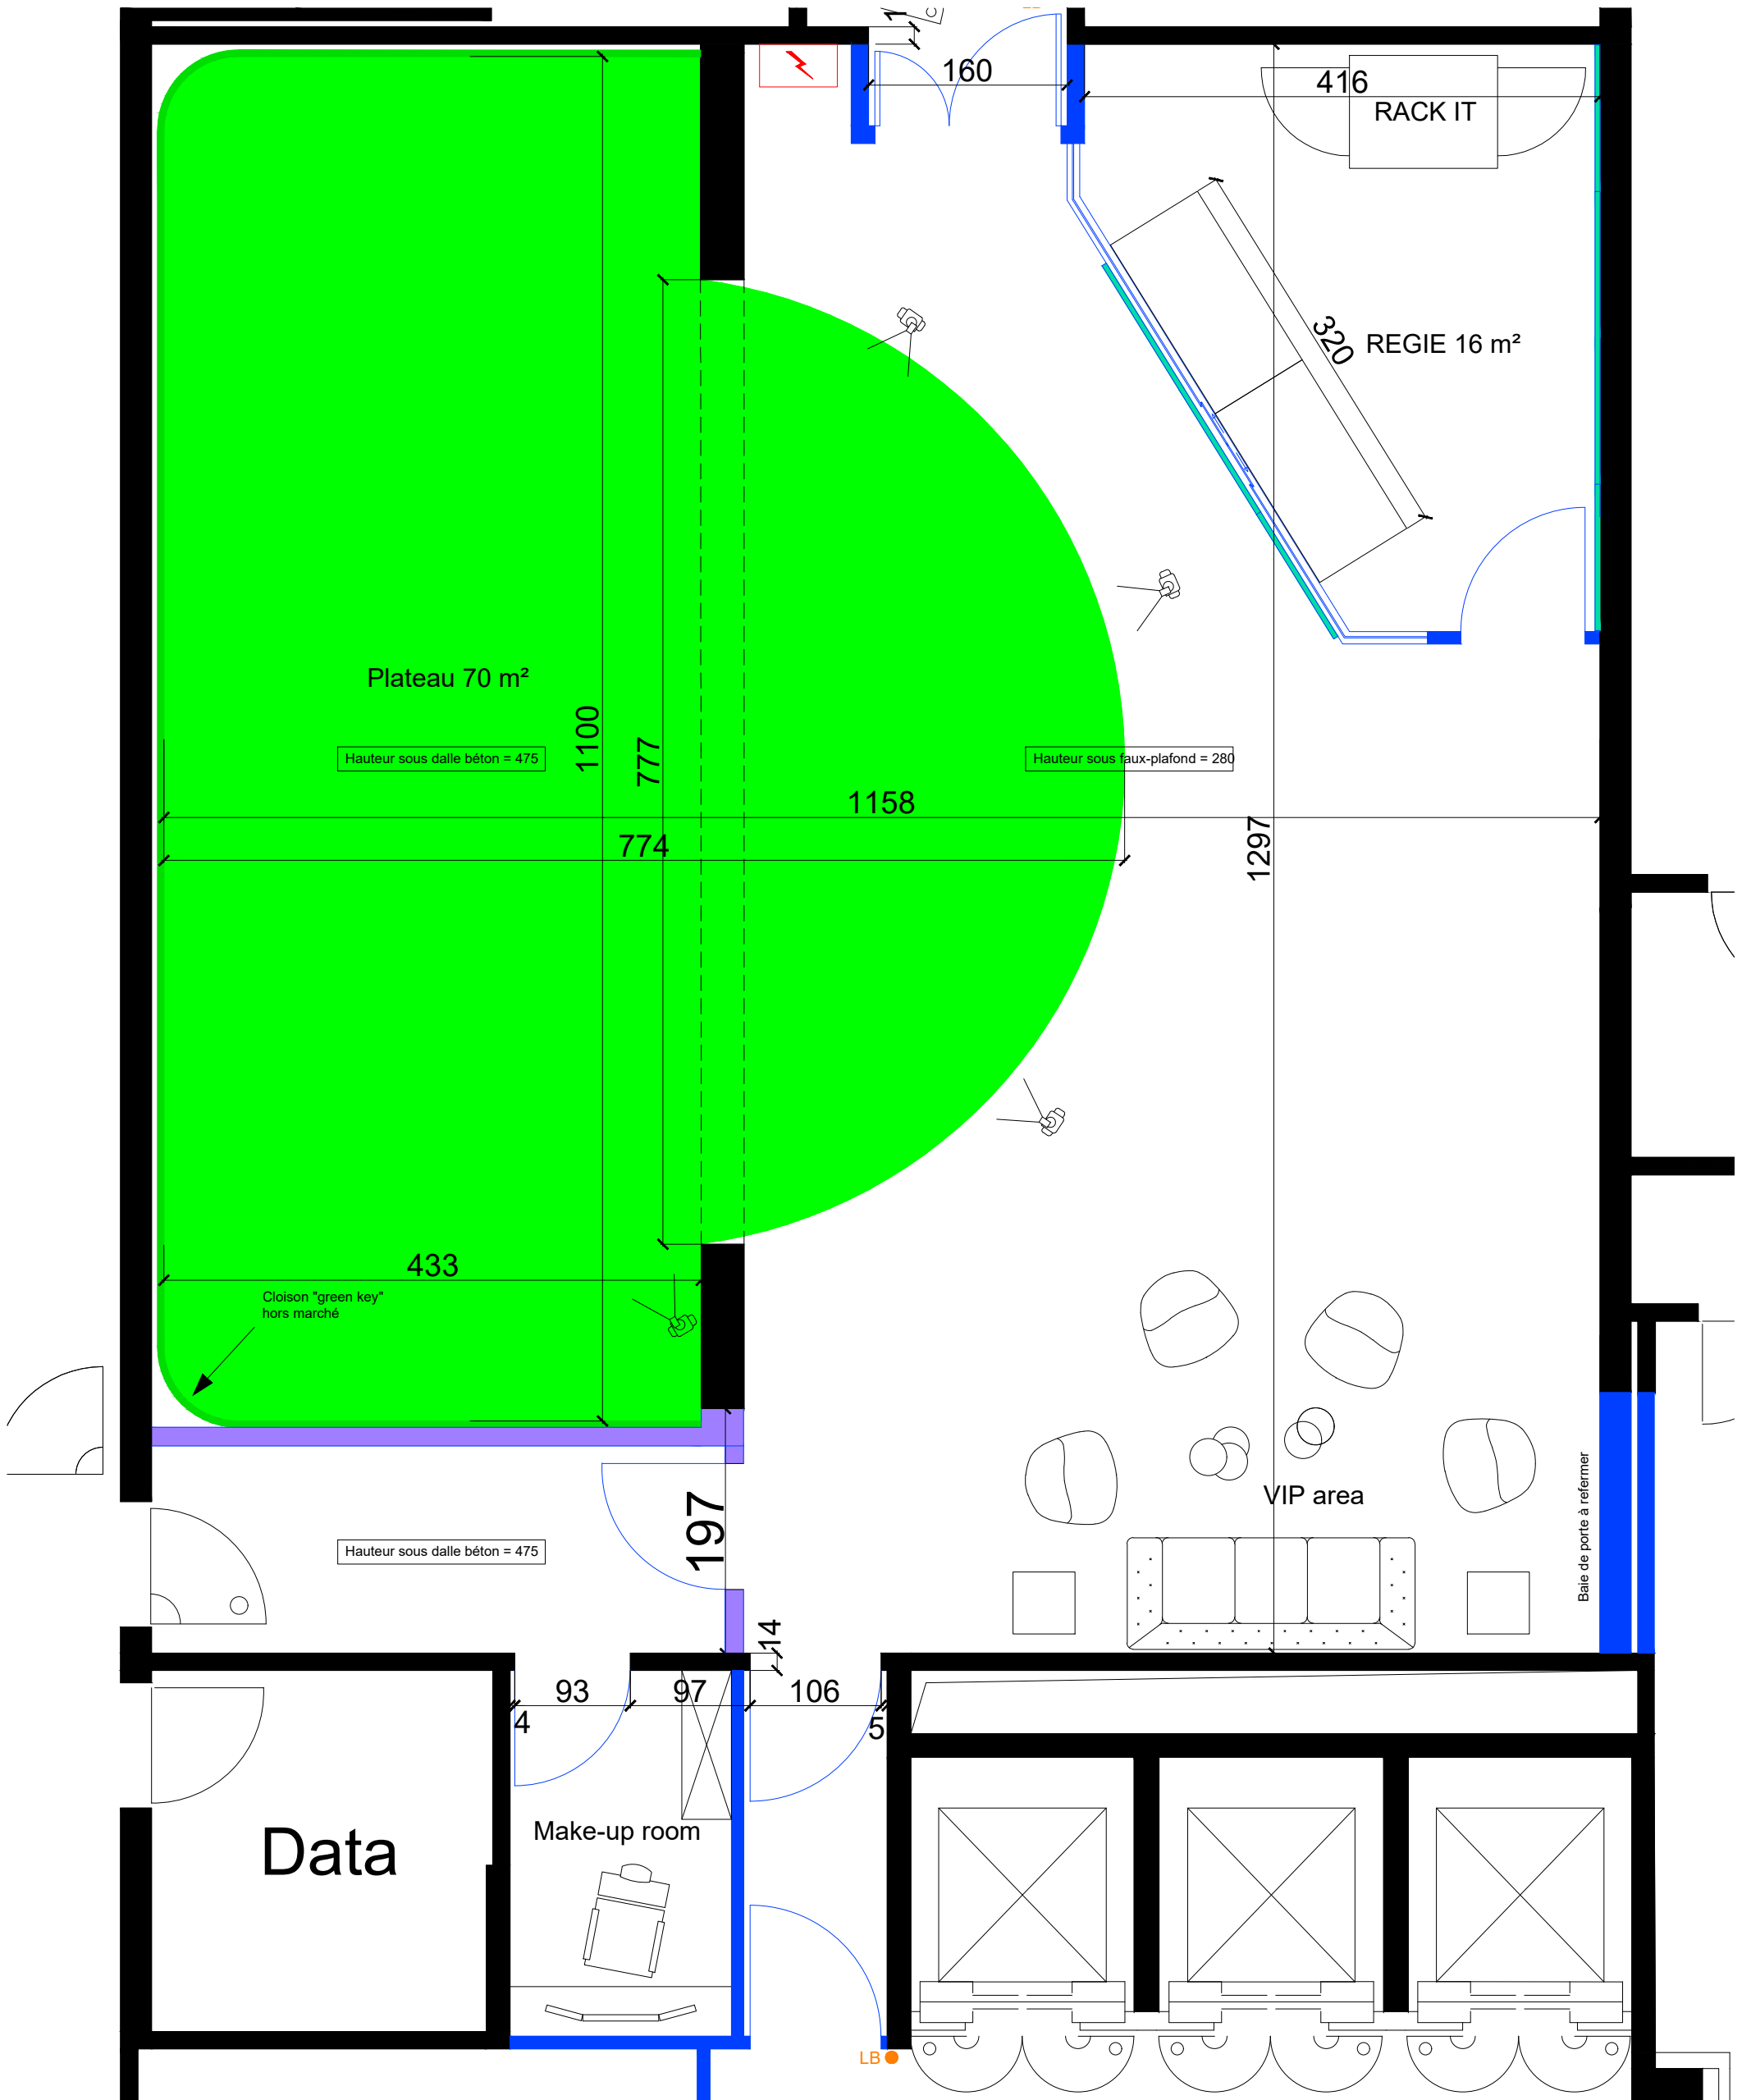 1
160
416
RACK IT
320
REGIE 16 m²
Plateau 70 m²
1100
777
Hauteur sous dalle béton = 475
Hauteur sous faux-plafond = 280
1158
774
1297
433
Cloison "green key"
hors marché
197
Hauteur sous dalle béton = 475
VIP area
Baie de porte à refermer
14
93
97
106
4
5
Make-up room
Data
LB